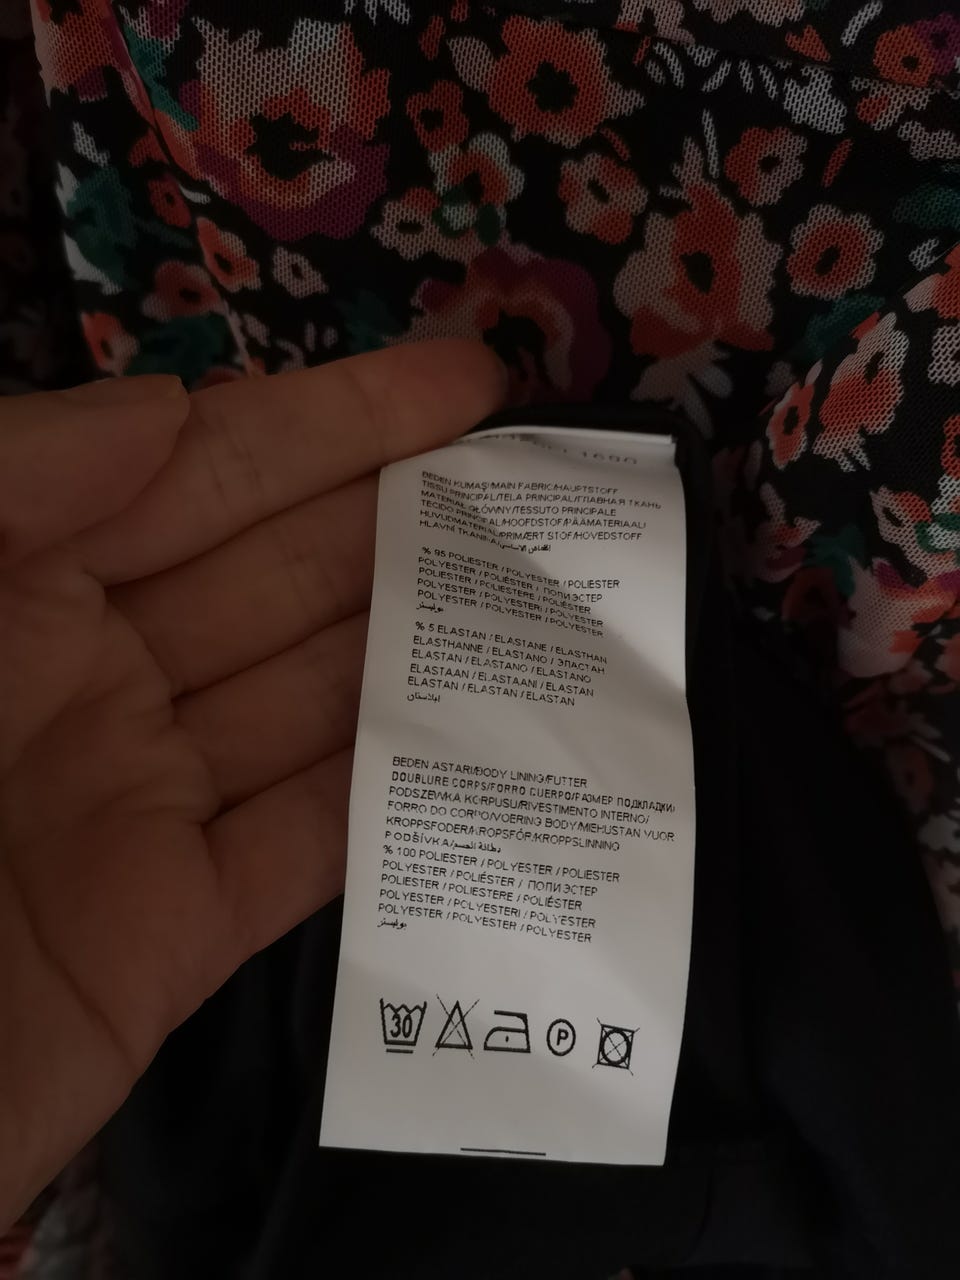 1690
BEDEN KUMAŞI/MAIN FABRIC/HAUPTSTOFF
TISSU PRINCIPAL/TELA PRINCIPAL/ГЛАВНАЯ ТКАНЬ
MATERIAŁ GŁÓWNY/TESSUTO PRINCIPALE
TECIDO PRINCIPAL/HOOFDSTOF/PÄÄMATERIAALI
HUVUDMATERIAL/PRIMÆRT STOF/HOVEDSTOFF
HLAVNÍ TKANINA/القماش الاساسي
% 95 POLIESTER / POLYESTER / POLIESTER
POLYESTER / POLIÉSTER / ПОЛИЭСТЕР
POLIESTER / POLIESTERE / POLIÉSTER
POLYESTER / POLYESTERI / POLYESTER
POLYESTER / POLYESTER / POLYESTER
بوليستر
% 5 ELASTAN / ELASTANE / ELASTHAN
ELASTHANNE / ELASTANO / ЭЛАСТАН
ELASTAN / ELASTANO / ELASTANO
ELASTAAN / ELASTAANI / ELASTAN
ELASTAN / ELASTAN / ELASTAN
ايلاستان
BEDEN ASTARI/BODY LINING/FUTTER
DOUBLURE CORPS/FORRO CUERPO/РАЗМЕР ПОДКЛАДКИ/
PODSZEWKA KORPUSU/RIVESTIMENTO INTERNO/
FORRO DO CORPO/VOERING BODY/MIEHUSTAN VUOR
KROPPSFODER/KROPSFÓR/KROPPSLINNING
PODŠÍVKA/بطانة الجسم
% 100 POLIESTER / POLYESTER / POLIESTER
POLYESTER / POLIÉSTER / ПОЛИЭСТЕР
POLIESTER / POLIESTERE / POLIÉSTER
POLYESTER / POLYESTERI / POLYESTER
POLYESTER / POLYESTER / POLYESTER
بوليستر
30 P